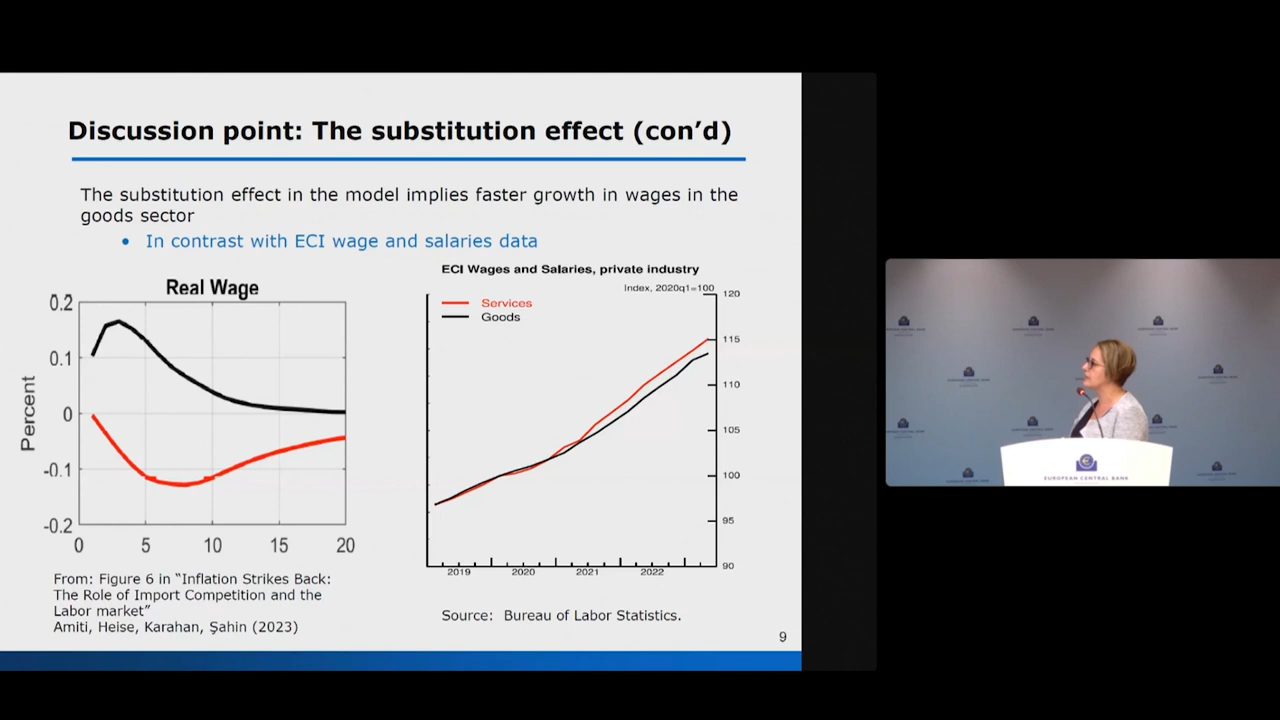 Discussion point: The substitution effect (con’d)
The substitution effect in the model implies faster growth in wages in the
goods sector
• In contrast with ECI wage and salaries data
Real Wage
Percent
0.2
0.1
0
-0.1
-0.2
0 5 10 15 20
From: Figure 6 in “Inflation Strikes Back:
The Role of Import Competition and the
Labor market”
Amiti, Heise, Karahan, Şahin (2023)
ECI Wages and Salaries, private industry
Index, 2020q1=100
Services
Goods
120
115
110
105
100
95
90
2019 2020 2021 2022
Source: Bureau of Labor Statistics.
9
EUROPEAN CENTRAL BANK